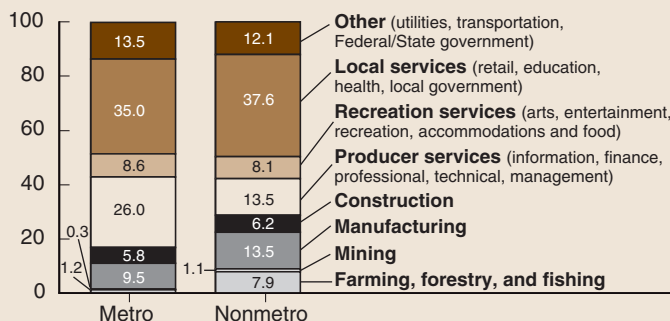 100
80
60
40
20
0
13.5
35.0
8.6
26.0
5.8
9.5
0.3
1.2
Metro
12.1
37.6
8.1
13.5
6.2
13.5
1.1
7.9
Nonmetro
Other (utilities, transportation,
Federal/State government)
Local services (retail, education,
health, local government)
Recreation services (arts, entertainment,
recreation, accommodations and food)
Producer services (information, finance,
professional, technical, management)
Construction
Manufacturing
Mining
Farming, forestry, and fishing